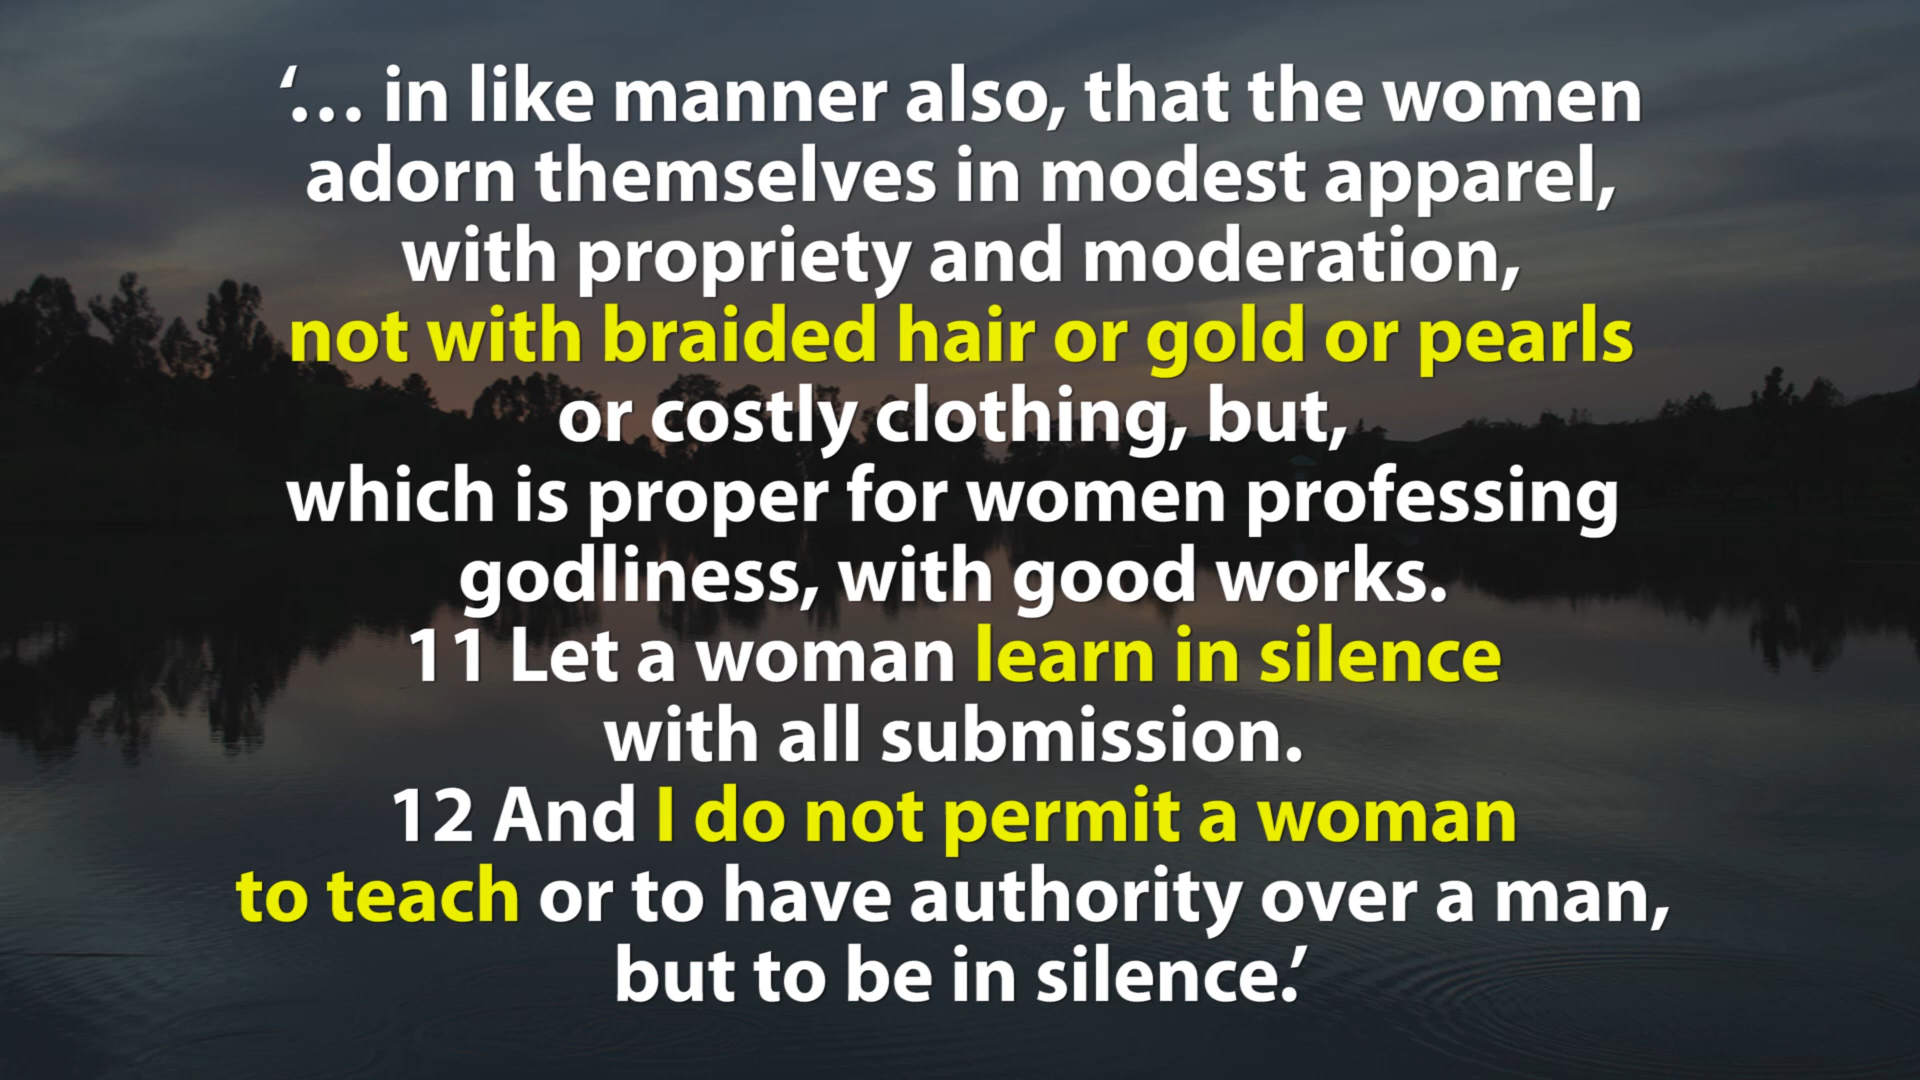 ‘… in like manner also, that the women
adorn themselves in modest apparel,
with propriety and moderation,
not with braided hair or gold or pearls
or costly clothing, but,
which is proper for women professing
godliness, with good works.
11 Let a woman learn in silence
with all submission.
12 And I do not permit a woman
to teach or to have authority over a man,
but to be in silence.’